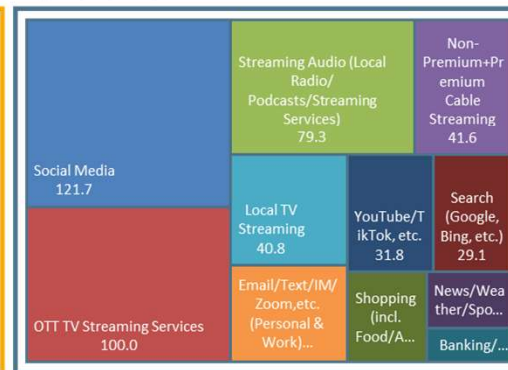 Social Media
121.7
OTT TV Streaming Services
100.0
Streaming Audio (Local
Radio/
Podcasts/Streaming
Services)
79.3
Non-
Premium+Pr
emium
Cable
Streaming
41.6
Local TV
Streaming
40.8
YouTube/T
ikTok, etc.
31.8
Search
(Google,
Bing, etc.)
29.1
Email/Text/IM/
Zoom,etc.
(Personal &
Work)...
Shopping
(incl.
Food/A...
News/Wea
ther/Spo...
Banking/...